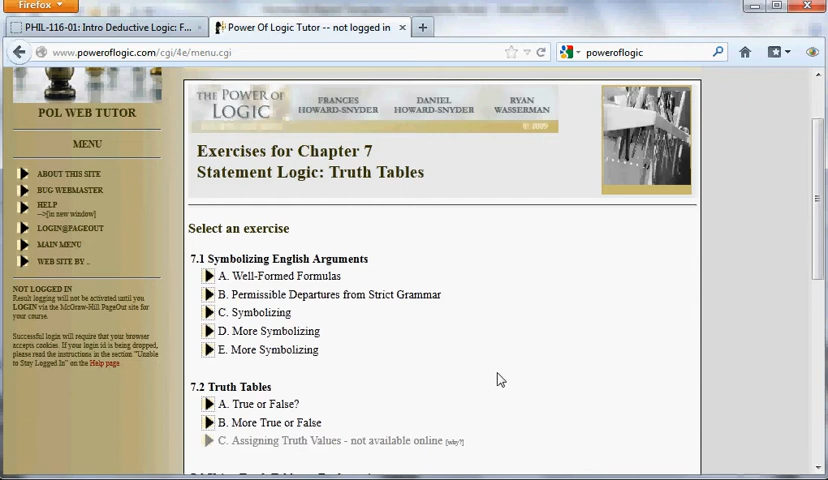 Firefox
PHIL-116-01: Intro Deductive Logic: F...
Power Of Logic Tutor -- not logged in
www.poweroflogic.com/cgi/4e/menu.cgi
poweroflogic
POL WEB TUTOR
MENU
ABOUT THIS SITE
BUG WEBMASTER
HELP
-->[in new window]
LOGIN@PAGEOUT
MAIN MENU
WEB SITE BY ..
NOT LOGGED IN
Result logging will not be activated until you
LOGIN via the McGraw-Hill PageOut site for
your course.
Successful login will require that your browser
accepts cookies. If your login id is being dropped,
please read the instructions in the section "Unable
to Stay Logged In" on the Help page.
THE POWER OF LOGIC
FRANCES HOWARD-SNYDER
DANIEL HOWARD-SNYDER
RYAN WASSERMAN
© 2009
Exercises for Chapter 7
Statement Logic: Truth Tables
Select an exercise
7.1 Symbolizing English Arguments
A. Well-Formed Formulas
B. Permissible Departures from Strict Grammar
C. Symbolizing
D. More Symbolizing
E. More Symbolizing
7.2 Truth Tables
A. True or False?
B. More True or False
C. Assigning Truth Values - not available online [why?]